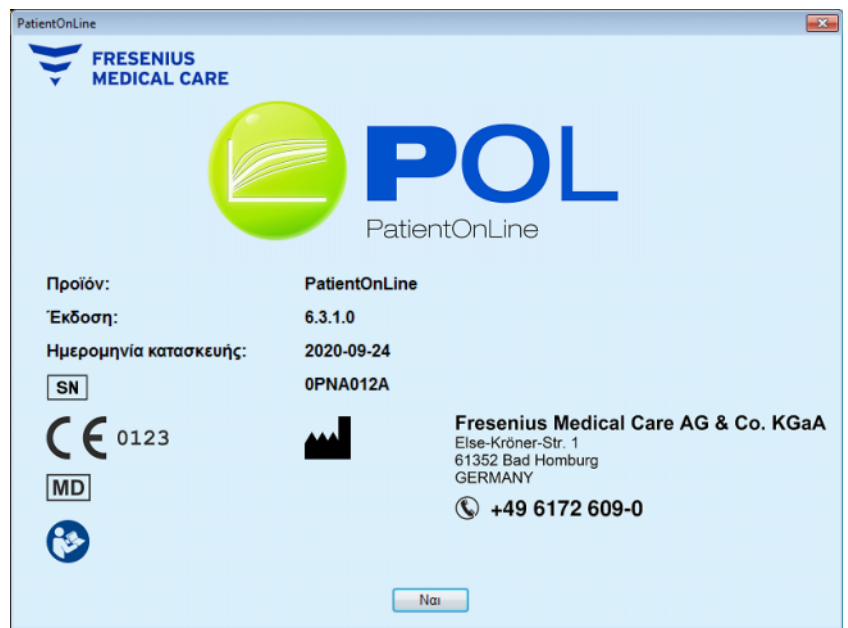 PatientOnLine
FRESENIUS
MEDICAL CARE
POL
PatientOnLine
Προϊόν: PatientOnLine
Έκδοση: 6.3.1.0
Ημερομηνία κατασκευής: 2020-09-24
SN 0PNA012A
CE 0123
MD
Fresenius Medical Care AG & Co. KGaA
Else-Kröner-Str. 1
61352 Bad Homburg
GERMANY
+49 6172 609-0
Ναι